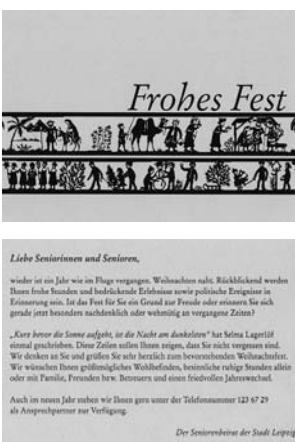 Frohes Fest
Liebe Seniorinnen und Senioren,
wieder ist ein Jahr wie im Fluge vergangen. Weihnachten naht. Rückblickend werden
Ihnen frohe Stunden und bedrückende Erlebnisse sowie politische Ereignisse in
Erinnerung sein. Ist das Fest für Sie ein Grund zur Freude oder erinnern Sie sich
gerade jetzt besonders nachdenklich oder wehmütig an vergangene Zeiten?
„Kurz bevor die Sonne aufgeht, ist die Nacht am dunkelsten" hat Selma Lagerlöf
einmal geschrieben. Diese Zeilen sollen Ihnen zeigen, dass Sie nicht vergessen sind.
Wir denken an Sie und grüßen Sie sehr herzlich zum bevorstehenden Weihnachtsfest.
Wir wünschen Ihnen größtmögliches Wohlbefinden, besinnliche ruhige Stunden allein
oder mit Familie, Freunden bzw. Betreuern und einen friedvollen Jahreswechsel.
Auch im neuen Jahr stehen wir Ihnen gern unter der Telefonnummer 123 67 29
als Ansprechpartner zur Verfügung.
Der Seniorenbeirat der Stadt Leipzig